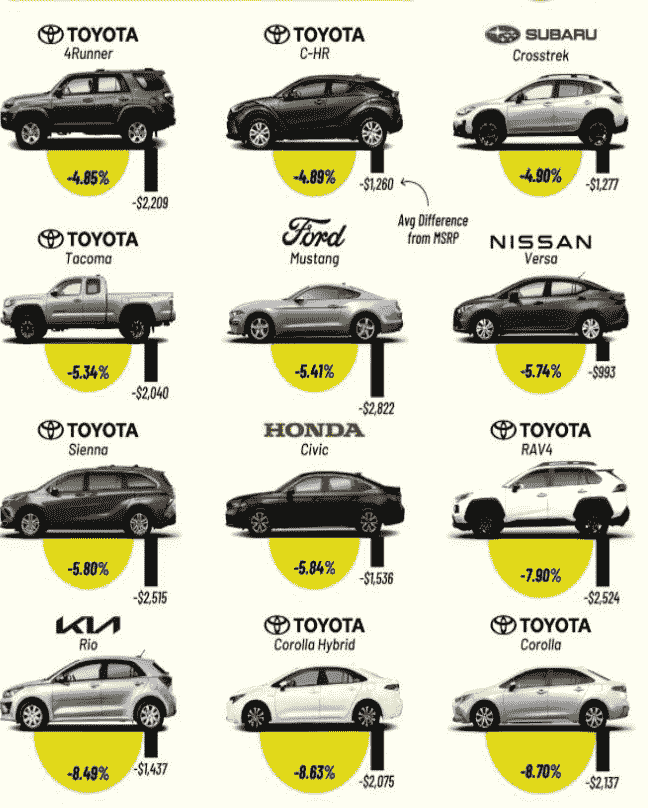 TOYOTA
4Runner
-4.85%
-$2,209
TOYOTA
C-HR
-4.89%
-$1,260
Avg Difference
from MSRP
SUBARU
Crosstrek
-4.90%
-$1,277
TOYOTA
Tacoma
-5.34%
-$2,040
Ford
Mustang
-5.41%
-$2,822
NISSAN
Versa
-5.74%
-$993
TOYOTA
Sienna
-5.80%
-$2,515
HONDA
Civic
-5.84%
-$1,536
TOYOTA
RAV4
-7.90%
-$2,524
KIA
Rio
-8.49%
-$1,437
TOYOTA
Corolla Hybrid
-8.63%
-$2,075
TOYOTA
Corolla
-8.70%
-$2,137